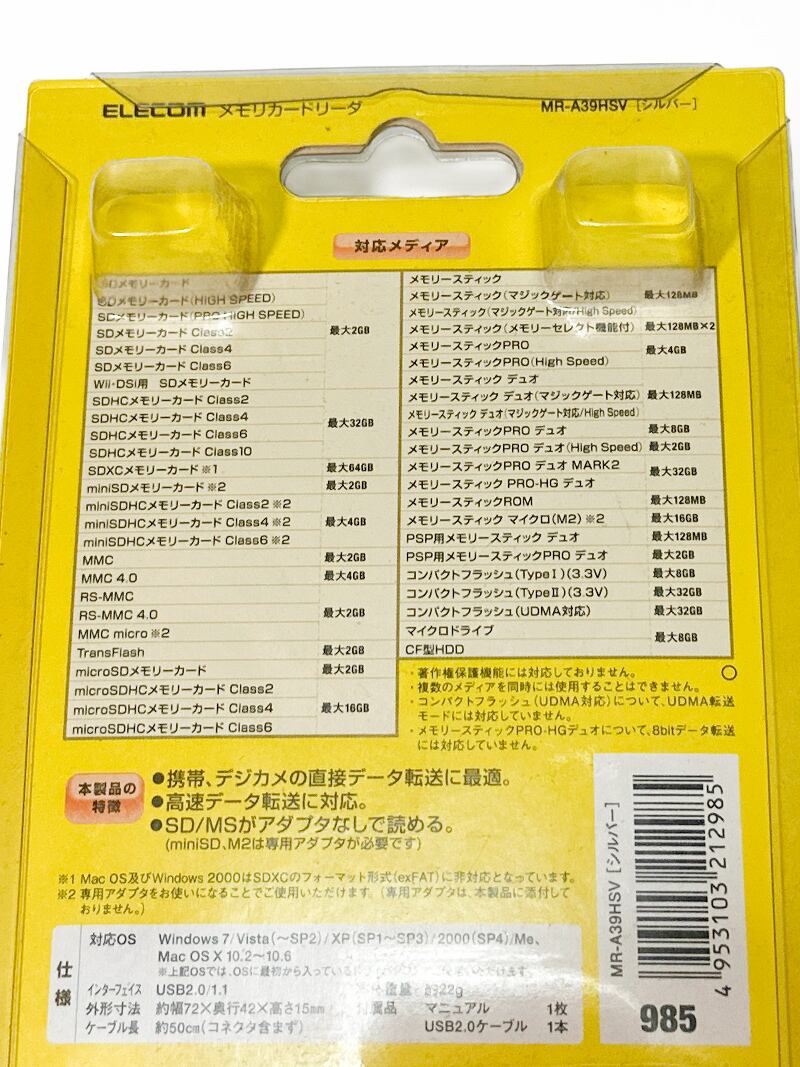 ELECOM メモリカードリーダ
MR-A39HSV [シルバー]
対応メディア
SDメモリーカード
SDメモリーカード(HIGH SPEED)
SDメモリーカード(PRO HIGH SPEED)
SDメモリーカード Class2
最大2GB
SDメモリーカード Class4
SDメモリーカード Class6
Wii・DSi用 SDメモリーカード
SDHCメモリーカード Class2
SDHCメモリーカード Class4
最大32GB
SDHCメモリーカード Class6
SDHCメモリーカード Class10
SDXCメモリーカード※1 最大64GB
miniSDメモリーカード※2 最大2GB
miniSDHCメモリーカード Class2※2
miniSDHCメモリーカード Class4※2 最大4GB
miniSDHCメモリーカード Class6※2
MMC 最大2GB
MMC 4.0 最大4GB
RS-MMC
RS-MMC 4.0 最大2GB
MMC micro※2
TransFlash 最大2GB
microSDメモリーカード 最大2GB
microSDHCメモリーカード Class2
microSDHCメモリーカード Class4 最大16GB
microSDHCメモリーカード Class6
メモリースティック
メモリースティック(マジックゲート対応) 最大128MB
メモリースティック(マジックゲート対応/High Speed)
メモリースティック(メモリーセレクト機能付) 最大128MB×2
メモリースティックPRO
最大4GB
メモリースティックPRO(High Speed)
メモリースティック デュオ
メモリースティック デュオ(マジックゲート対応) 最大128MB
メモリースティック デュオ(マジックゲート対応/High Speed)
メモリースティックPRO デュオ 最大8GB
メモリースティックPRO デュオ(High Speed) 最大2GB
メモリースティックPRO デュオ MARK2
最大32GB
メモリースティック PRO-HG デュオ
メモリースティックROM 最大128MB
メモリースティック マイクロ(M2)※2 最大16GB
PSP用メモリースティック デュオ 最大128MB
PSP用メモリースティックPRO デュオ 最大2GB
コンパクトフラッシュ(TypeⅠ)(3.3V) 最大8GB
コンパクトフラッシュ(TypeⅡ)(3.3V) 最大32GB
コンパクトフラッシュ(UDMA対応) 最大32GB
マイクロドライブ
最大8GB
CF型HDD
・著作権保護機能には対応しておりません。
・複数のメディアを同時には使用することはできません。
・コンパクトフラッシュ(UDMA対応)について、UDMA転送
モードには対応していません。
・メモリースティックPRO-HGデュオについて、8bitデータ転送
には対応していません。
本製品の
特徴
●携帯、デジカメの直接データ転送に最適。
●高速データ転送に対応。
●SD/MSがアダプタなしで読める。
(miniSD、M2は専用アダプタが必要です)
※1 Mac OS及びWindows 2000はSDXCのフォーマット形式(exFAT)に非対応となっています。
※2 専用アダプタをお使いになることでご使用いただけます。(専用アダプタは、本製品に添付して
おりません。)
仕様
対応OS Windows 7/Vista(～SP2)/XP(SP1～SP3)/2000(SP4)/Me、
Mac OS X 10.2～10.6
※上記OSでは、OSに最初から入っている
インターフェイス USB2.0/1.1
約22g
外形寸法 約幅72×奥行42×高さ15mm
付属品 マニュアル 1枚
ケーブル長 約50cm(コネクタ含まず)
USB2.0ケーブル 1本
MR-A39HSV [シルバー]
4 953103 212985
985